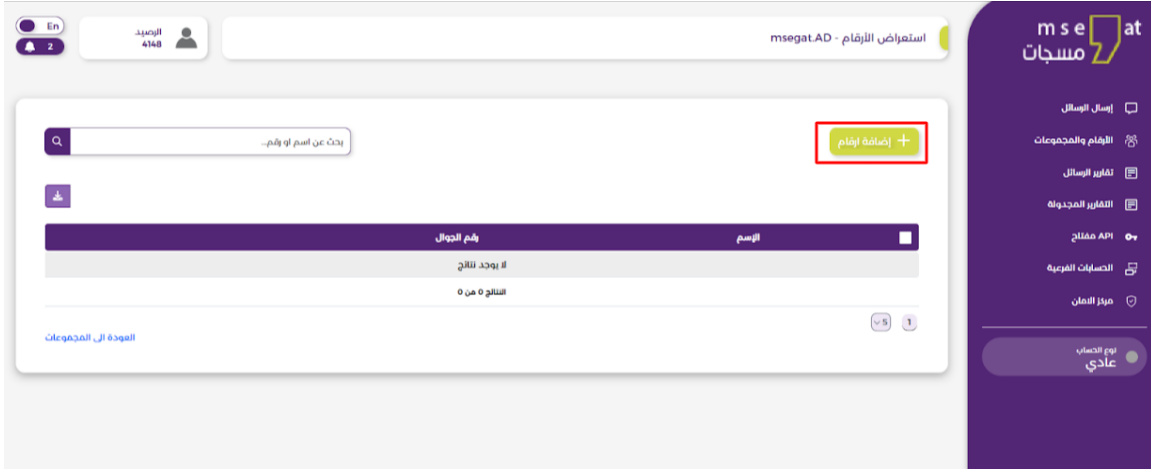 msegat
مسجات
استعراض الأرقام - msegat.AD
الرصيد
4148
En
2
إرسال الرسائل
الأرقام والمجموعات
تقارير الرسائل
التقارير المجدولة
مفتاح API
الحسابات الفرعية
مركز الامان
نوع الحساب
عادي
إضافة ارقام
بحث عن اسم او رقم...
الإسم
رقم الجوال
لا يوجد نتائج
النتائج 0 من 0
1
5
العودة الى المجموعات